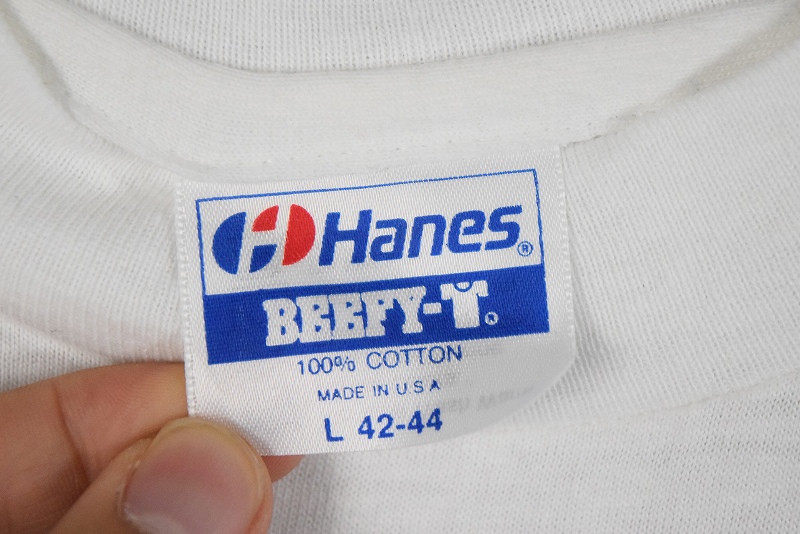 Hanes®
BEEFY-T®
100% COTTON
MADE IN U.S.A
L 42-44